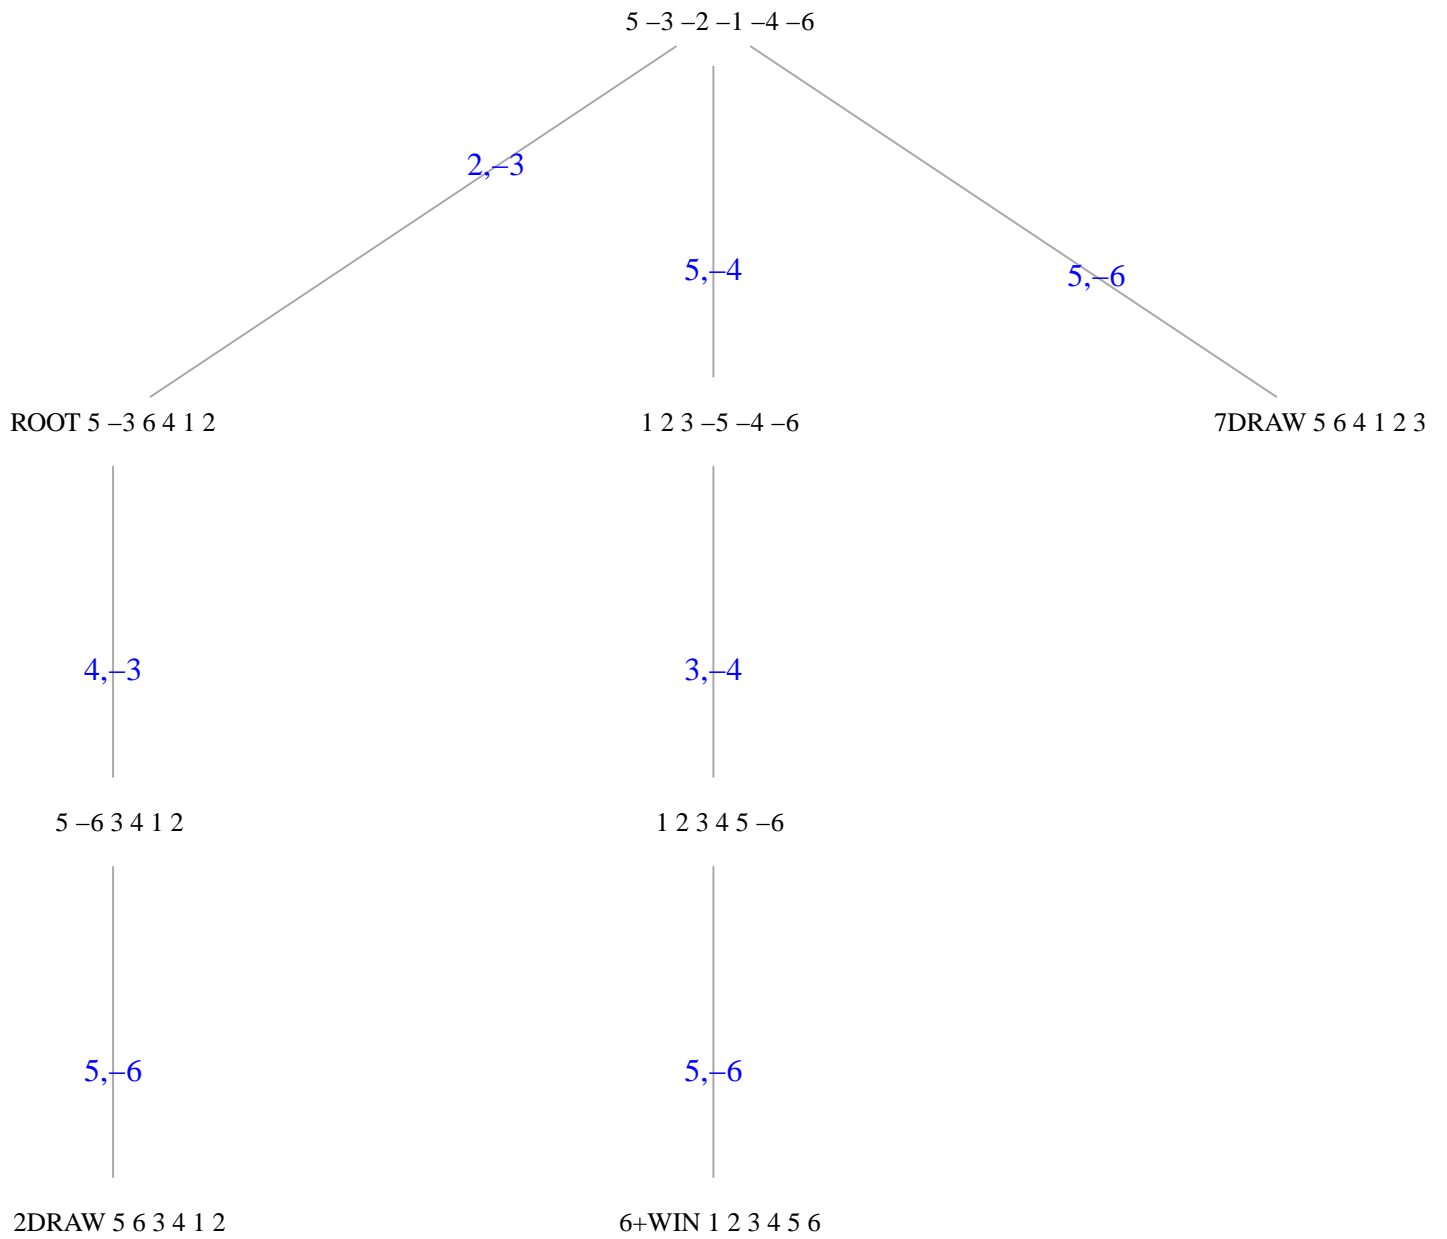 5 –3 –2 –1 –4 –6
2,–3
5,–4
5,–6
ROOT 5 –3 6 4 1 2
1 2 3 –5 –4 –6
7DRAW 5 6 4 1 2 3
4,–3
3,–4
5 –6 3 4 1 2
1 2 3 4 5 –6
5,–6
5,–6
2DRAW 5 6 3 4 1 2
6+WIN 1 2 3 4 5 6